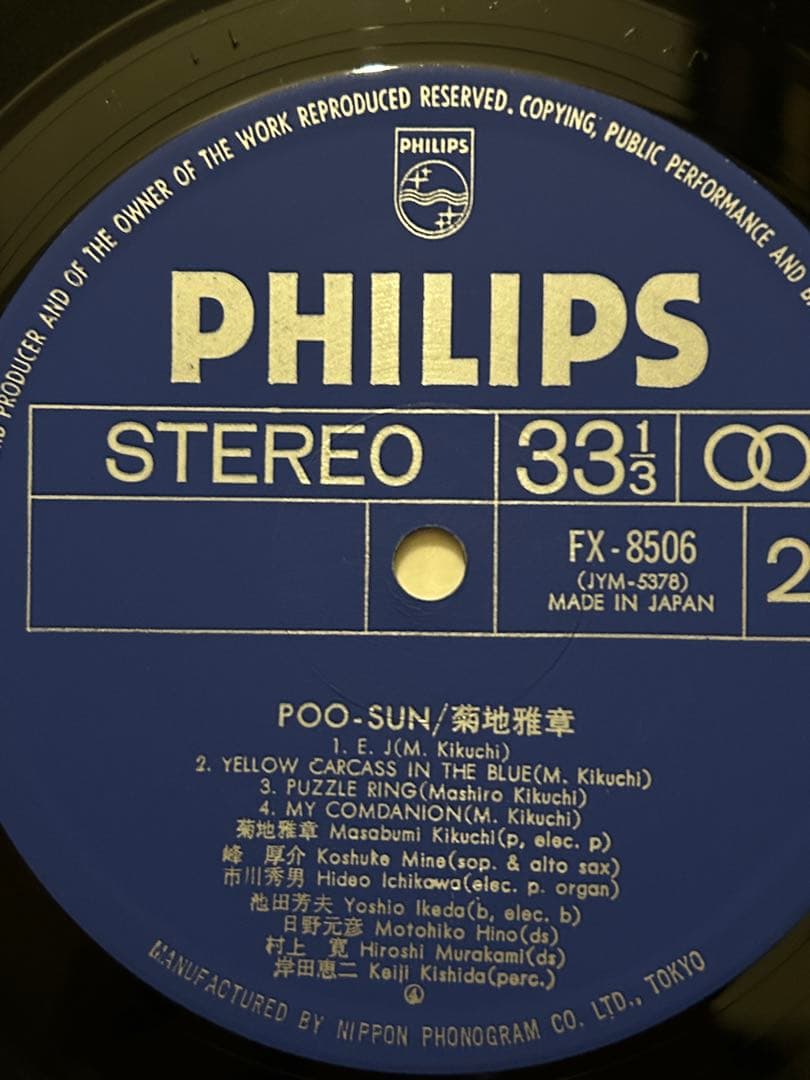 PRODUCER AND OF THE OWNER OF THE WORK REPRODUCED RESERVED. COPYING, PUBLIC PERFORMANCE AND
PHILIPS
PHILIPS
STEREO
33 1/3
FX-8506
(JYM-5378)
MADE IN JAPAN
2
POO-SUN/菊地雅章
1. E. J(M. Kikuchi)
2. YELLOW CARCASS IN THE BLUE(M. Kikuchi)
3. PUZZLE RING(Mashiro Kikuchi)
4. MY COMDANION(M. Kikuchi)
菊地雅章 Masabumi Kikuchi(p, elec. p)
峰 厚介 Koshuke Mine(sop. & alto sax)
市川秀男 Hideo Ichikawa(elec. p. organ)
池田芳夫 Yoshio Ikeda(b, elec. b)
日野元彦 Motohiko Hino(ds)
村上 寛 Hiroshi Murakami(ds)
岸田恵二 Keiji Kishida(perc.)
④
MANUFACTURED BY NIPPON PHONOGRAM CO. LTD., TOKYO